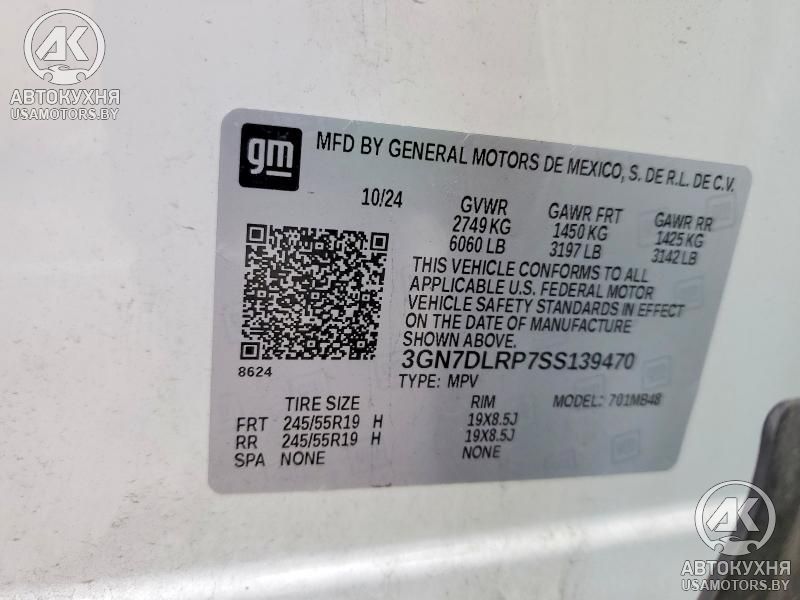 AK
АВТОКУХНЯ
USAMOTORS.BY
gm
MFD BY GENERAL MOTORS DE MEXICO, S. DE R.L. DE C.V.
10/24 GVWR GAWR FRT GAWR RR
2749 KG 1450 KG 1425 KG
6060 LB 3197 LB 3142 LB
THIS VEHICLE CONFORMS TO ALL
APPLICABLE U.S. FEDERAL MOTOR
VEHICLE SAFETY STANDARDS IN EFFECT
ON THE DATE OF MANUFACTURE
SHOWN ABOVE.
3GN7DLRP7SS139470
8624
TYPE: MPV
TIRE SIZE RIM MODEL: 701MB48
FRT 245/55R19 H 19X8.5J
RR 245/55R19 H 19X8.5J
SPA NONE NONE
AK
АВТОКУХНЯ
USAMOTORS.BY